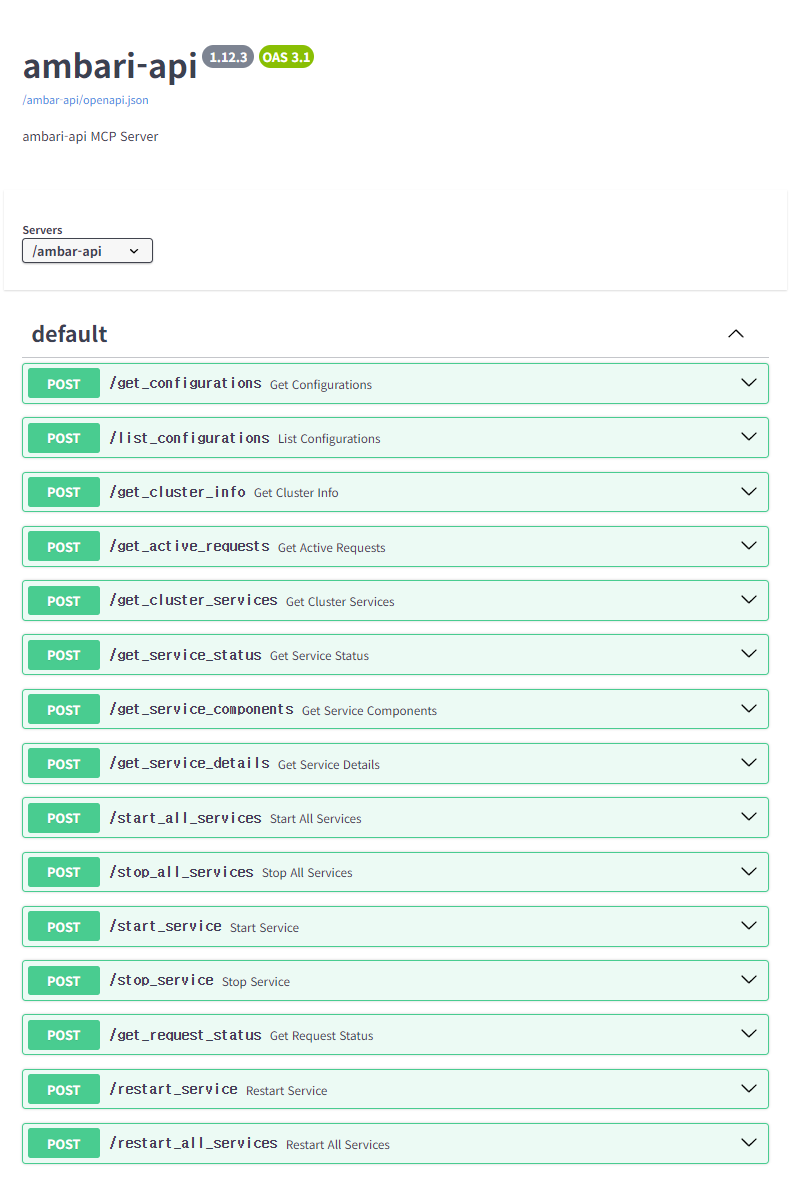 ambari-api 1.12.3 OAS 3.1
/ambar-api/openapi.json
ambari-api MCP Server
Servers
/ambar-api
default
POST /get_configurations Get Configurations
POST /list_configurations List Configurations
POST /get_cluster_info Get Cluster Info
POST /get_active_requests Get Active Requests
POST /get_cluster_services Get Cluster Services
POST /get_service_status Get Service Status
POST /get_service_components Get Service Components
POST /get_service_details Get Service Details
POST /start_all_services Start All Services
POST /stop_all_services Stop All Services
POST /start_service Start Service
POST /stop_service Stop Service
POST /get_request_status Get Request Status
POST /restart_service Restart Service
POST /restart_all_services Restart All Services